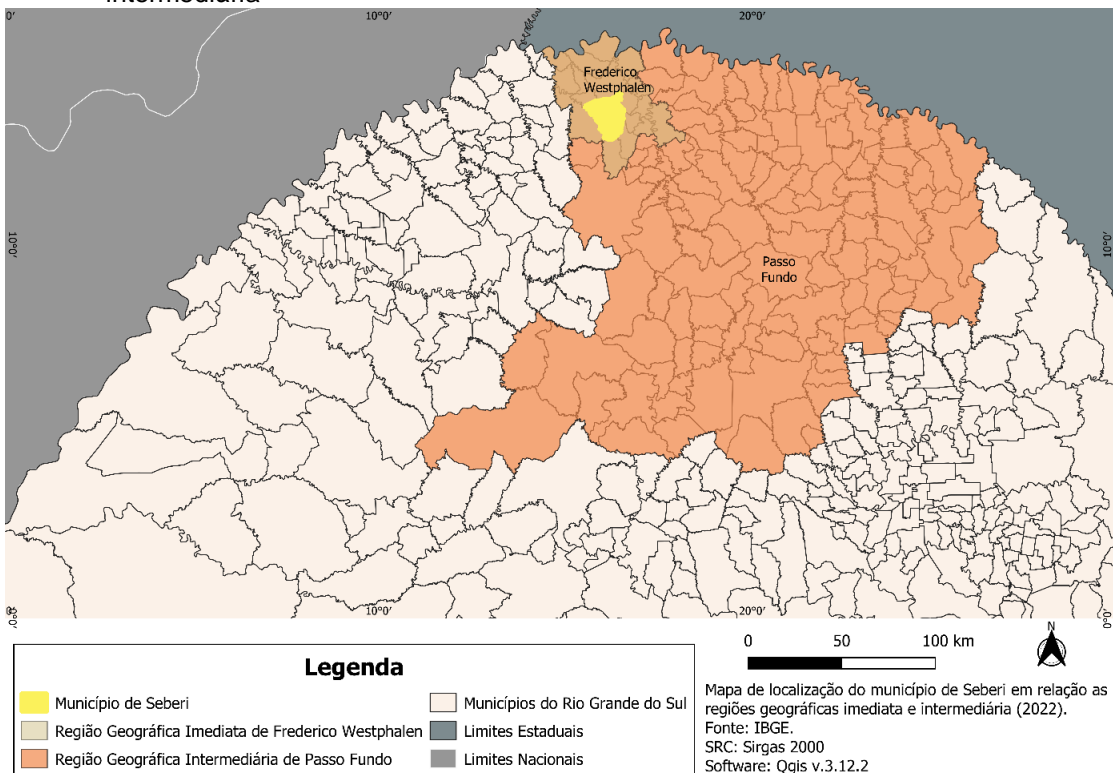 intermediária
0' 10°0' 20°0'
Frederico
Westphalen
10°0' 10°0'
Passo
Fundo
10°0' 20°0' 0°0'
0 50 100 km
N
Legenda
Município de Seberi
Região Geográfica Imediata de Frederico Westphalen
Região Geográfica Intermediária de Passo Fundo
Municípios do Rio Grande do Sul
Limites Estaduais
Limites Nacionais
Mapa de localização do município de Seberi em relação as
regiões geográficas imediata e intermediária (2022).
Fonte: IBGE.
SRC: Sirgas 2000
Software: Qgis v.3.12.2